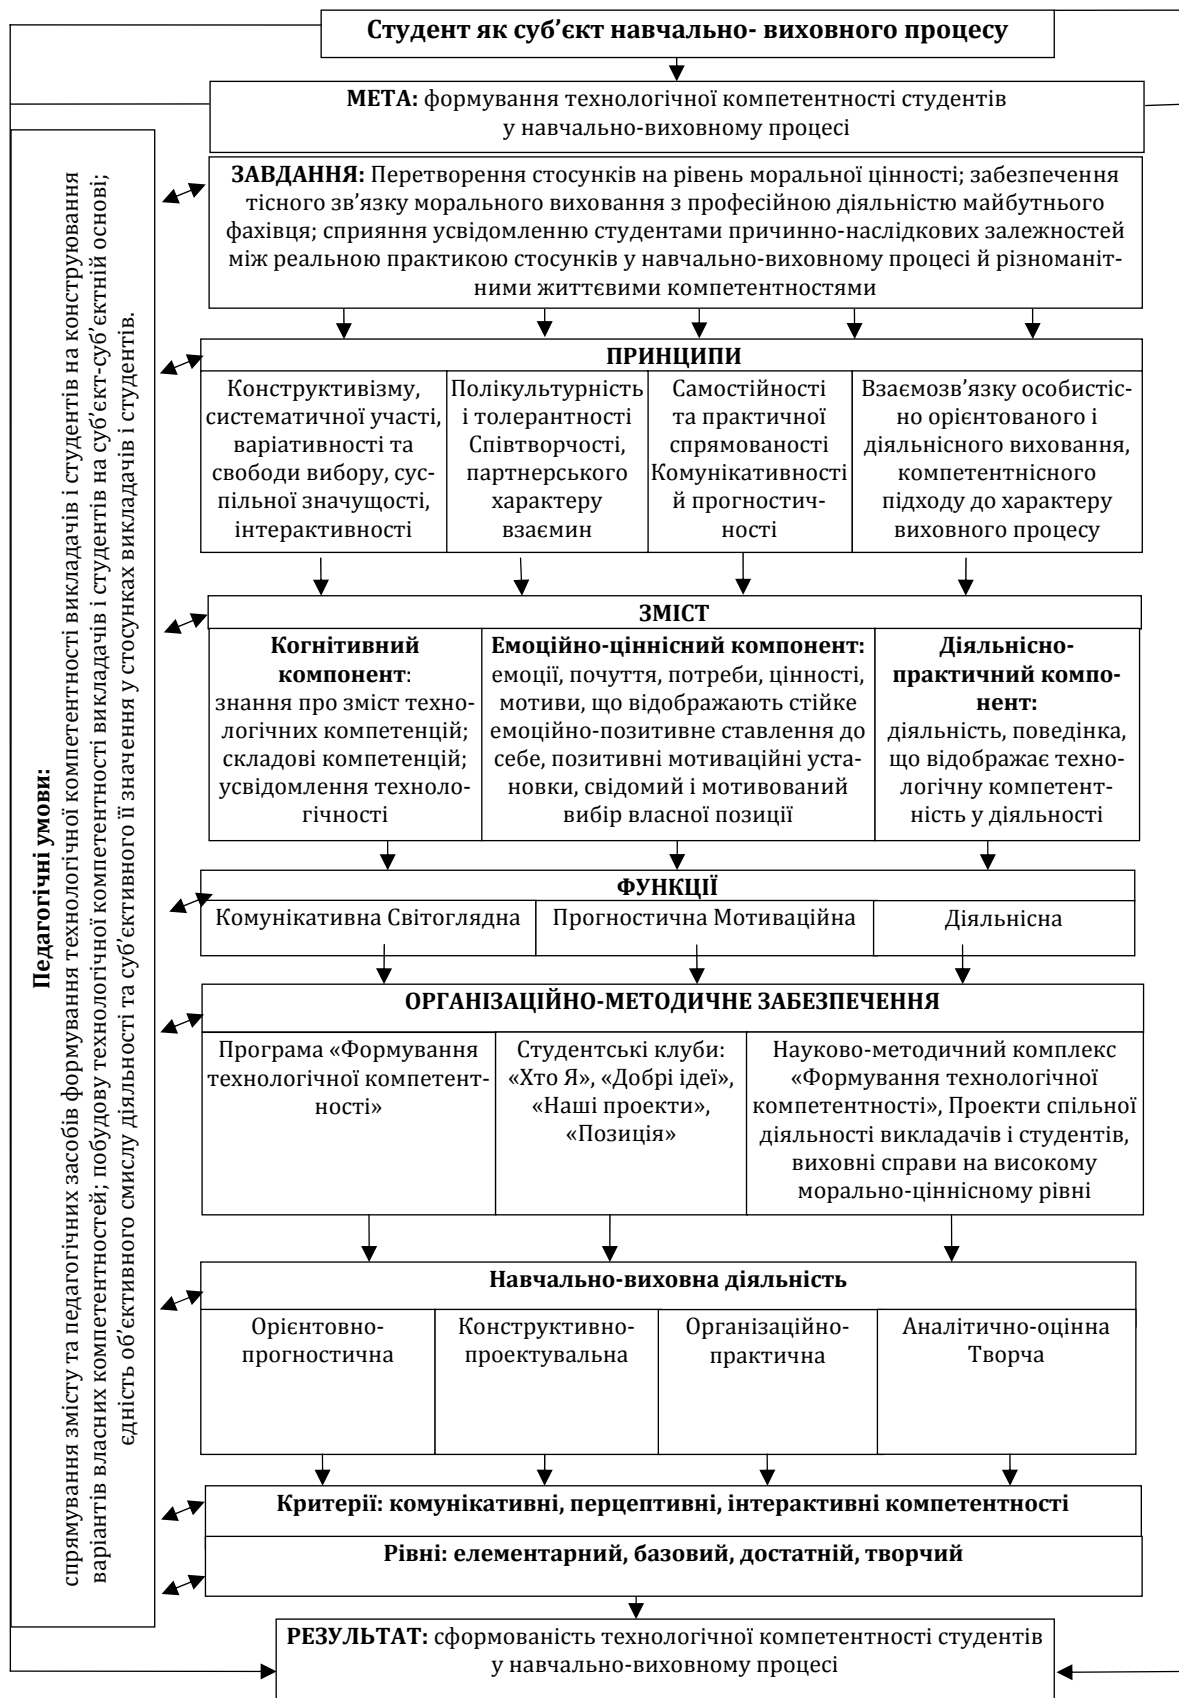 Студент як суб’єкт навчально- виховного процесу
МЕТА: формування технологічної компетентності студентів
у навчально-виховному процесі
Педагогічні умови:
спрямування змісту та педагогічних засобів формування технологічної компетентності викладачів і студентів на конструювання
варіантів власних компетентностей; побудову технологічної компетентності викладачів і студентів на суб’єкт-суб’єктній основі;
єдність об’єктивного смислу діяльності та суб’єктивного її значення у стосунках викладачів і студентів.
ЗАВДАННЯ: Перетворення стосунків на рівень моральної цінності; забезпечення
тісного зв’язку морального виховання з професійною діяльністю майбутнього
фахівця; сприяння усвідомленню студентами причинно-наслідкових залежностей
між реальною практикою стосунків у навчально-виховному процесі й різноманіт-
ними життєвими компетентностями
ПРИНЦИПИ
Конструктивізму,
систематичної участі,
варіативності та
свободи вибору, сус-
пільної значущості,
інтерактивності
Полікультурність
і толерантності
Співтворчості,
партнерського
характеру
взаємин
Самостійності
та практичної
спрямованості
Комунікативності
й прогностич-
ності
Взаємозв’язку особистіс-
но орієнтованого і
діяльнісного виховання,
компетентнісного
підходу до характеру
виховного процесу
ЗМІСТ
Когнітивний
компонент:
знання про зміст техно-
логічних компетенцій;
складові компетенцій;
усвідомлення техноло-
гічності
Емоційно-ціннісний компонент:
емоції, почуття, потреби, цінності,
мотиви, що відображають стійке
емоційно-позитивне ставлення до
себе, позитивні мотиваційні уста-
новки, свідомий і мотивований
вибір власної позиції
Діяльнісно-
практичний компо-
нент:
діяльність, поведінка,
що відображає техно-
логічну компетент-
ність у діяльності
ФУНКЦІЇ
Комунікативна Світоглядна
Прогностична Мотиваційна
Діяльнісна
ОРГАНІЗАЦІЙНО-МЕТОДИЧНЕ ЗАБЕЗПЕЧЕННЯ
Програма «Формування
технологічної компетент-
ності»
Студентські клуби:
«Хто Я», «Добрі ідеї»,
«Наші проекти»,
«Позиція»
Науково-методичний комплекс
«Формування технологічної
компетентності», Проекти спільної
діяльності викладачів і студентів,
виховні справи на високому
морально-ціннісному рівні
Навчально-виховна діяльність
Орієнтовно-
прогностична
Конструктивно-
проектувальна
Організаційно-
практична
Аналітично-оцінна
Творча
Критерії: комунікативні, перцептивні, інтерактивні компетентності
Рівні: елементарний, базовий, достатній, творчий
РЕЗУЛЬТАТ: сформованість технологічної компетентності студентів
у навчально-виховному процесі